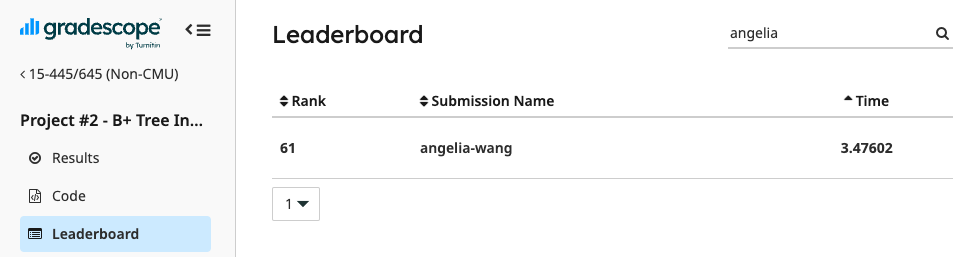 gradescope
by Turnitin
15-445/645 (Non-CMU)
Project #2 - B+ Tree In...
Results
Code
Leaderboard
Leaderboard
angelia
Rank Submission Name Time
61 angelia-wang 3.47602
1